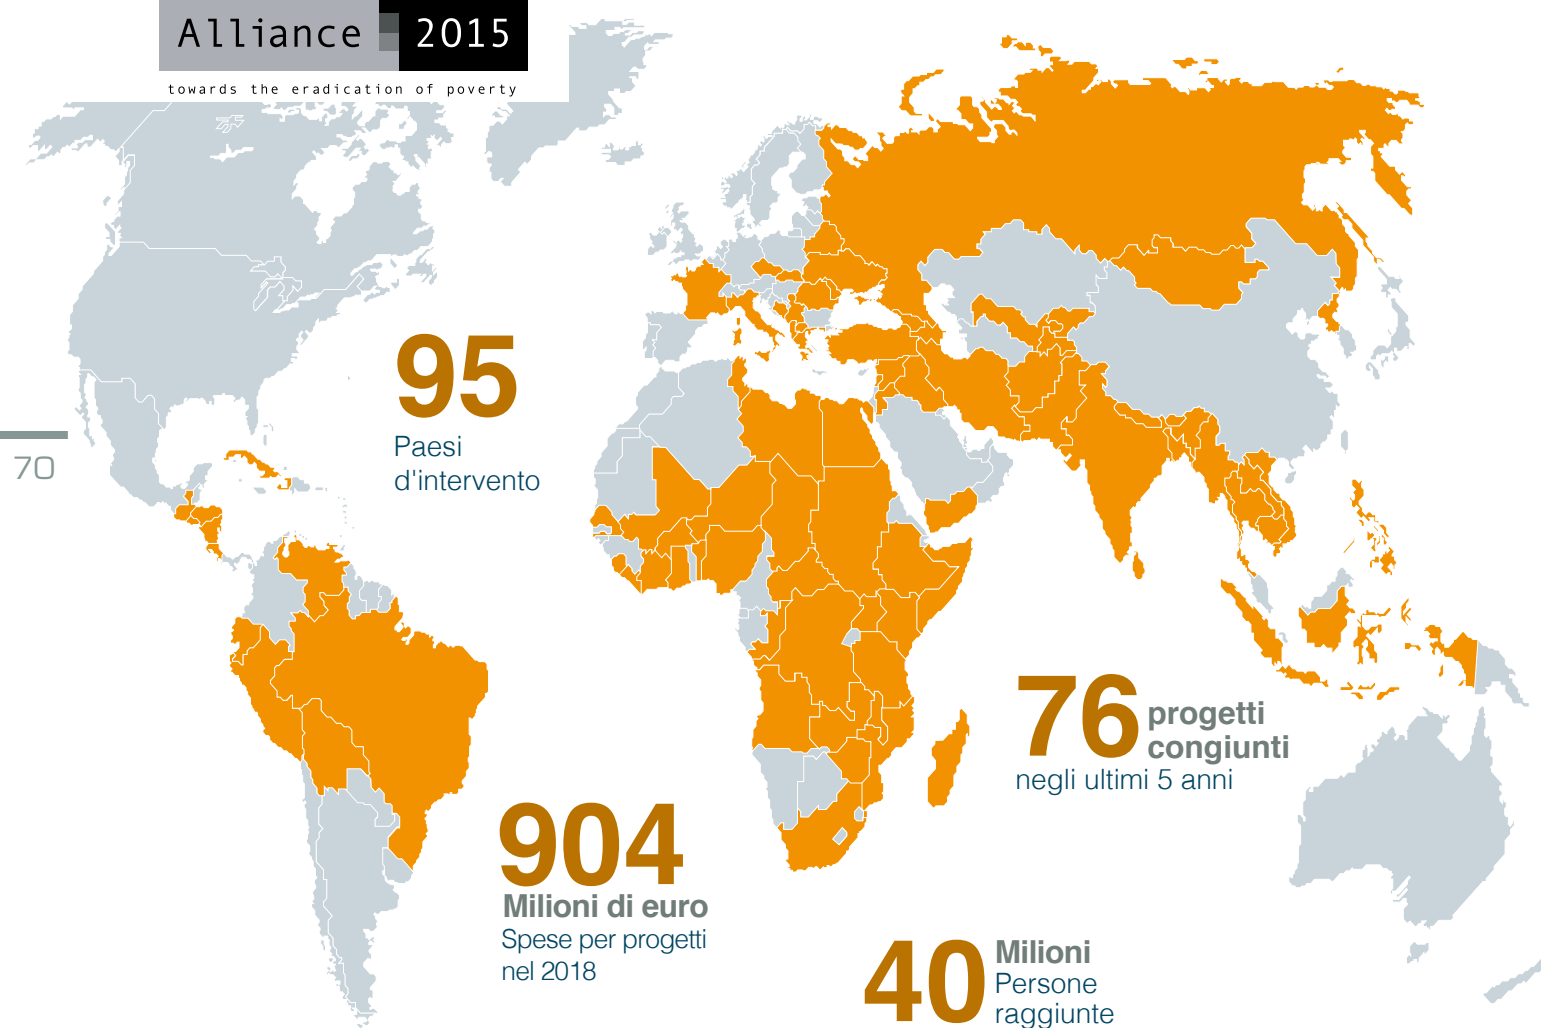 Alliance 2015
towards the eradication of poverty
95
Paesi
d'intervento
70
76 progetti
congiunti
negli ultimi 5 anni
904
Milioni di euro
Spese per progetti
nel 2018
40 Milioni
Persone
raggiunte